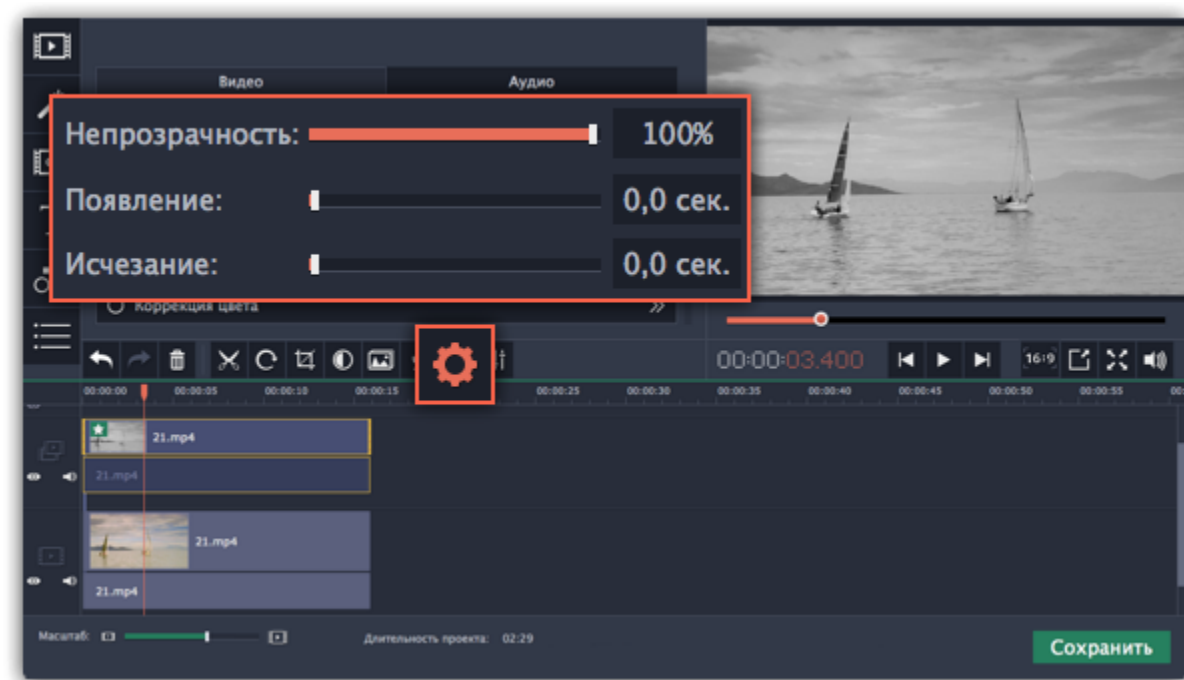 Видео
Аудио
Непрозрачность: 100%
Появление: 0,0 сек.
Исчезание: 0,0 сек.
Коррекция цвета
00:00:03.400
16:9
00:00:00 00:00:05 00:00:10 00:00:15 00:00:25 00:00:30 00:00:35 00:00:40 00:00:45 00:00:50 00:00:55
21.mp4
21.mp4
21.mp4
21.mp4
Масштаб:
Длительность проекта: 02:29
Сохранить